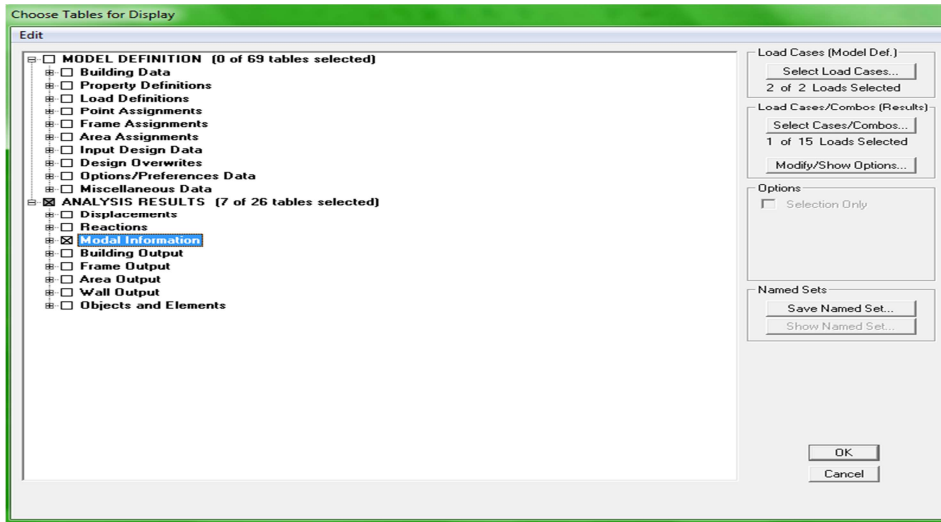 Choose Tables for Display
Edit
MODEL DEFINITION (0 of 69 tables selected)
Building Data
Property Definitions
Load Definitions
Point Assignments
Frame Assignments
Area Assignments
Input Design Data
Design Overwrites
Options/Preferences Data
Miscellaneous Data
ANALYSIS RESULTS (7 of 26 tables selected)
Displacements
Reactions
Modal Information
Building Output
Frame Output
Area Output
Wall Output
Objects and Elements
Load Cases (Model Def.)
Select Load Cases...
2 of 2 Loads Selected
Load Cases/Combos (Results)
Select Cases/Combos...
1 of 15 Loads Selected
Modify/Show Options...
Options
Selection Only
Named Sets
Save Named Set...
Show Named Set...
OK
Cancel